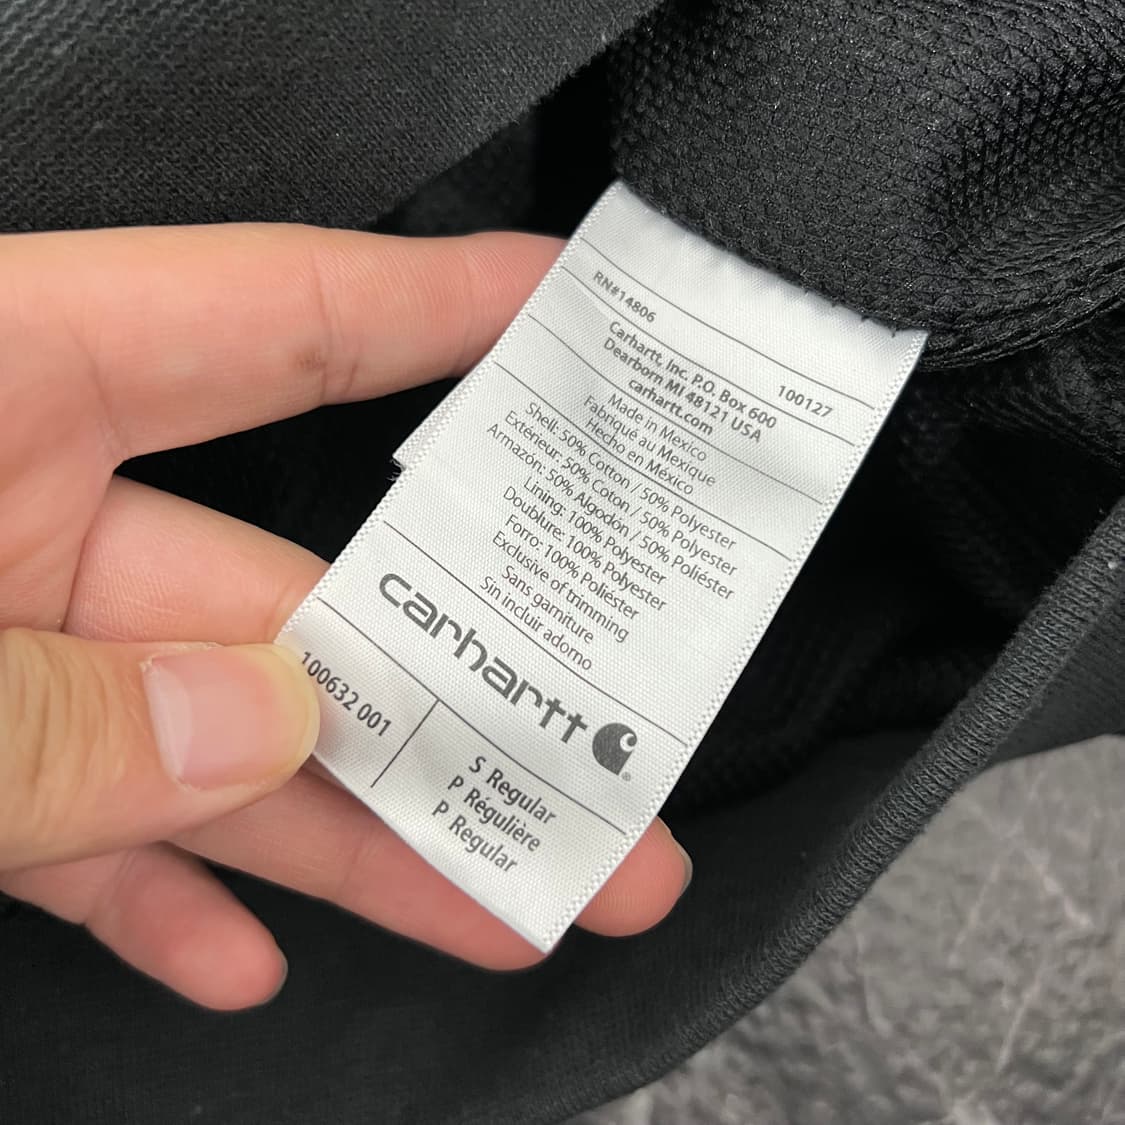 RN#14806
100127
Carhartt, Inc. P.O. Box 600
Dearborn MI 48121 USA
carhartt.com
Made in Mexico
Fabriqué au Mexique
Hecho en México
Shell: 50% Cotton / 50% Polyester
Extérieur: 50% Coton / 50% Polyester
Armazón: 50% Algodón / 50% Poliéster
Lining: 100% Polyester
Doublure: 100% Polyester
Forro: 100% Poliéster
Exclusive of trimming
Sans garniture
Sin incluir adorno
carhartt
®
100632 001
S Regular
P Régulière
P Regular